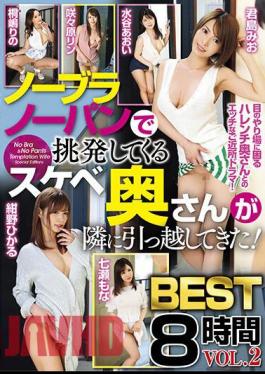 桐嶋りの
咲々原リン
水谷あおい
君島みお
目のやり場に困る
ハレンチ奥さんとの
エッチなご近所ドラマ!
ノーブラ
ノーパンで
No Bra & No Pants
Temptation Wife
Special Editions
挑発してくる
スケベ奥さんが
隣に引っ越してきた!
紺野ひかる
七瀬もな
BEST
8時間
VOL.2